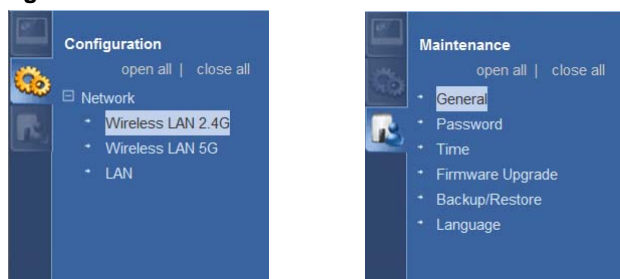 Configuration
open all | close all
Network
Wireless LAN 2.4G
Wireless LAN 5G
LAN
Maintenance
open all | close all
General
Password
Time
Firmware Upgrade
Backup/Restore
Language